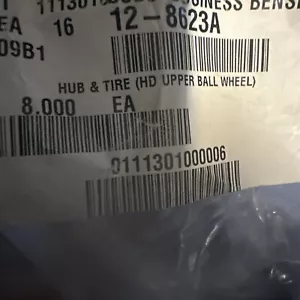 EA 16 12-8623A
09B1
HUB & TIRE (HD UPPER BALL WHEEL)
8.000 EA
0111301000006